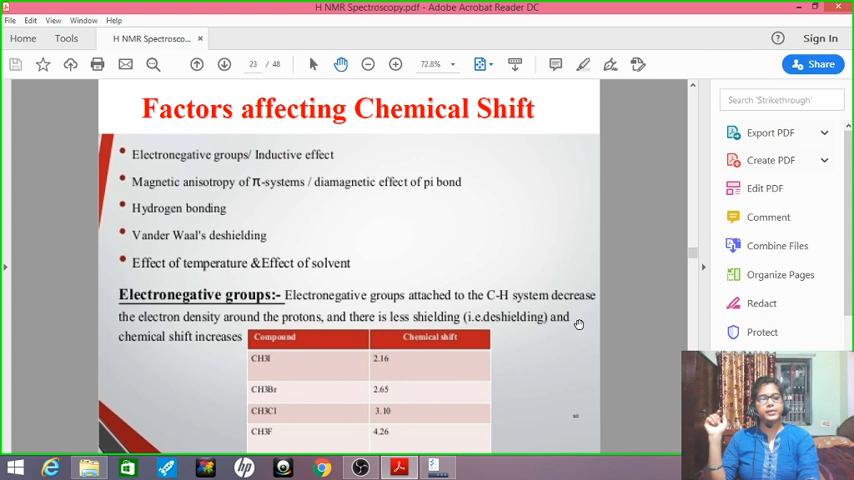 H NMR Spectroscopy.pdf - Adobe Acrobat Reader DC
File Edit View Window Help
Home Tools H NMR Spectrosco... × Sign In
23 / 48 72.8% Share
Factors affecting Chemical Shift
Search 'Strikethrough'
Export PDF
• Electronegative groups/ Inductive effect
Create PDF
• Magnetic anisotropy of π-systems / diamagnetic effect of pi bond
Edit PDF
• Hydrogen bonding
Comment
• Vander Waal's deshielding
Combine Files
• Effect of temperature &Effect of solvent
Organize Pages
Electronegative groups:- Electronegative groups attached to the C-H system decrease
Redact
the electron density around the protons, and there is less shielding (i.e.deshielding) and
Protect
chemical shift increases
Compound Chemical shift
CH3I 2.16
CH3Br 2.65
CH3Cl 3.10
CH3F 4.26
hp